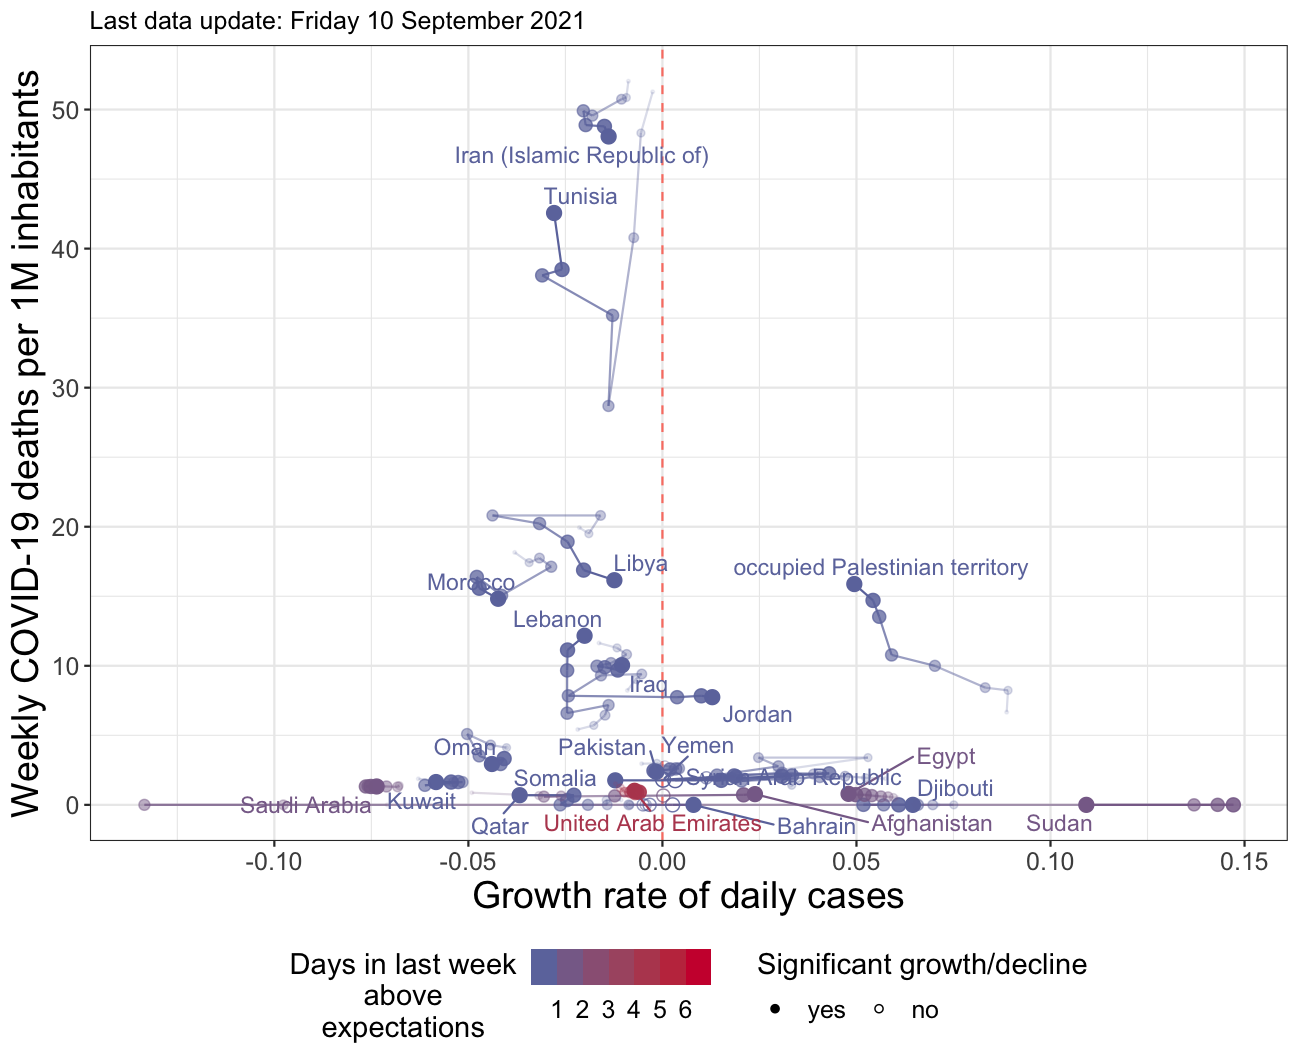 Last data update: Friday 10 September 2021
Weekly COVID-19 deaths per 1M inhabitants
50
40
30
20
10
0
Iran (Islamic Republic of)
Tunisia
Libya
occupied Palestinian territory
Morocco
Lebanon
Iraq
Jordan
Oman
Pakistan
Yemen
Egypt
Somalia
Syrian Arab Republic
Djibouti
Saudi Arabia
Kuwait
Qatar
United Arab Emirates
Bahrain
Afghanistan
Sudan
-0.10
-0.05
0.00
0.05
0.10
0.15
Growth rate of daily cases
Days in last week
above
expectations
1 2 3 4 5 6
Significant growth/decline
yes
no